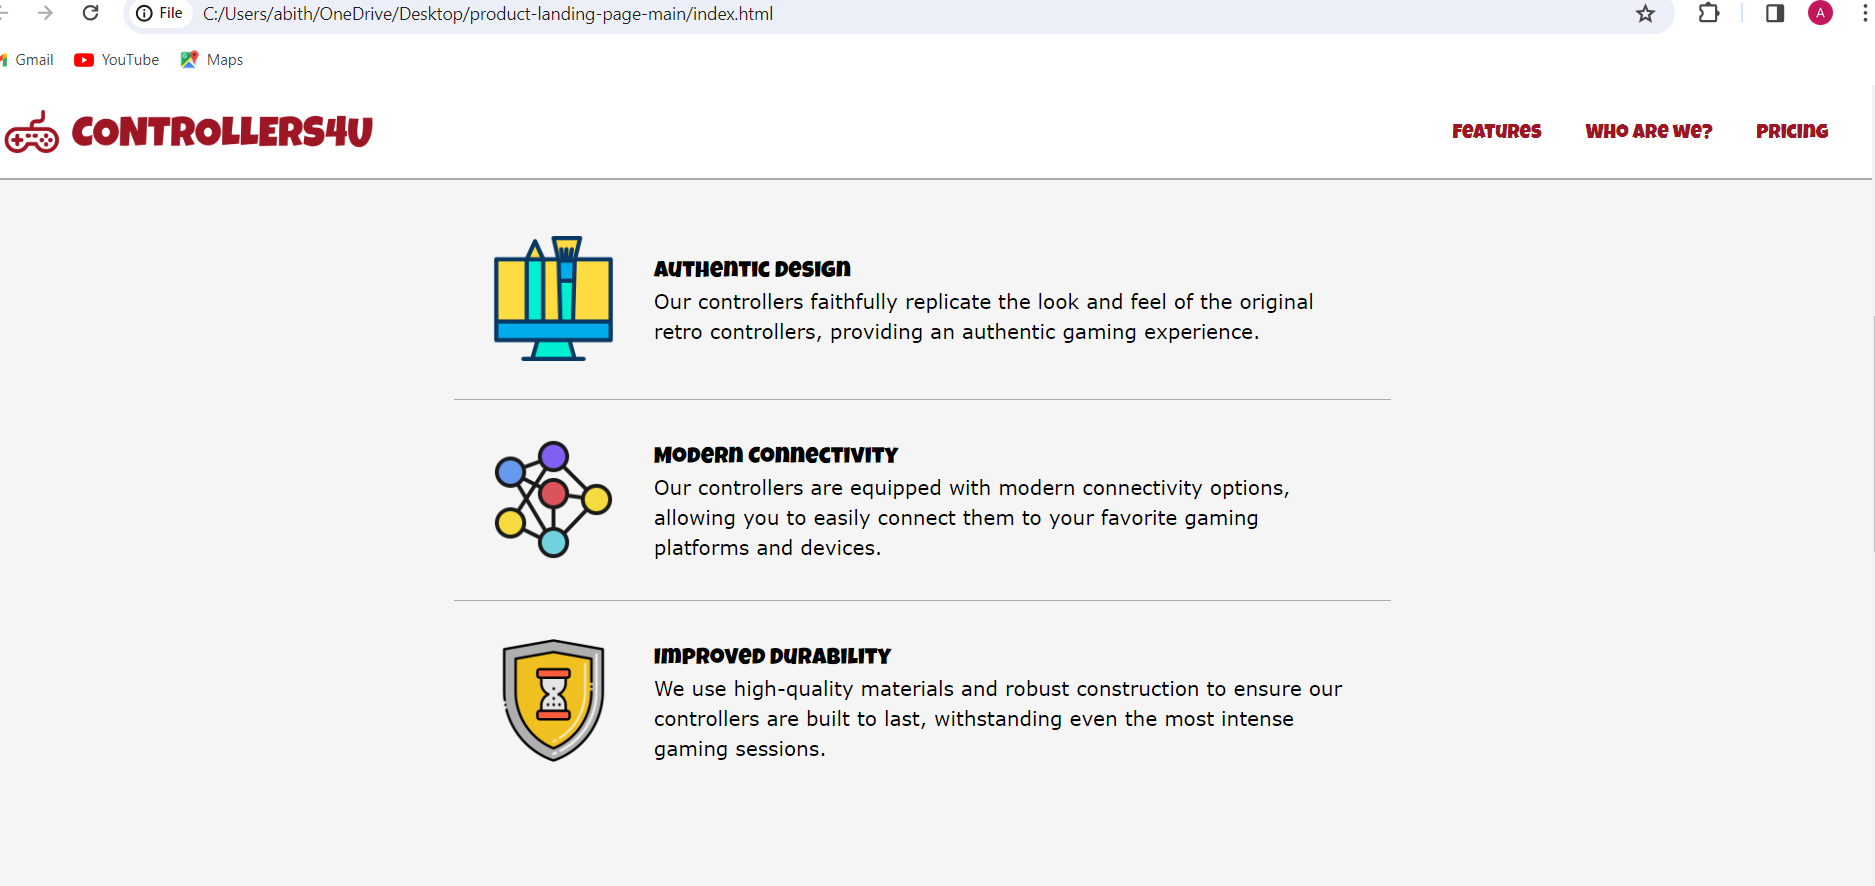 File C:/Users/abith/OneDrive/Desktop/product-landing-page-main/index.html A
Gmail YouTube Maps
CONTROLLERS4U Features Who Are We? Pricing
Authentic Design
Our controllers faithfully replicate the look and feel of the original
retro controllers, providing an authentic gaming experience.
Modern Connectivity
Our controllers are equipped with modern connectivity options,
allowing you to easily connect them to your favorite gaming
platforms and devices.
Improved Durability
We use high-quality materials and robust construction to ensure our
controllers are built to last, withstanding even the most intense
gaming sessions.